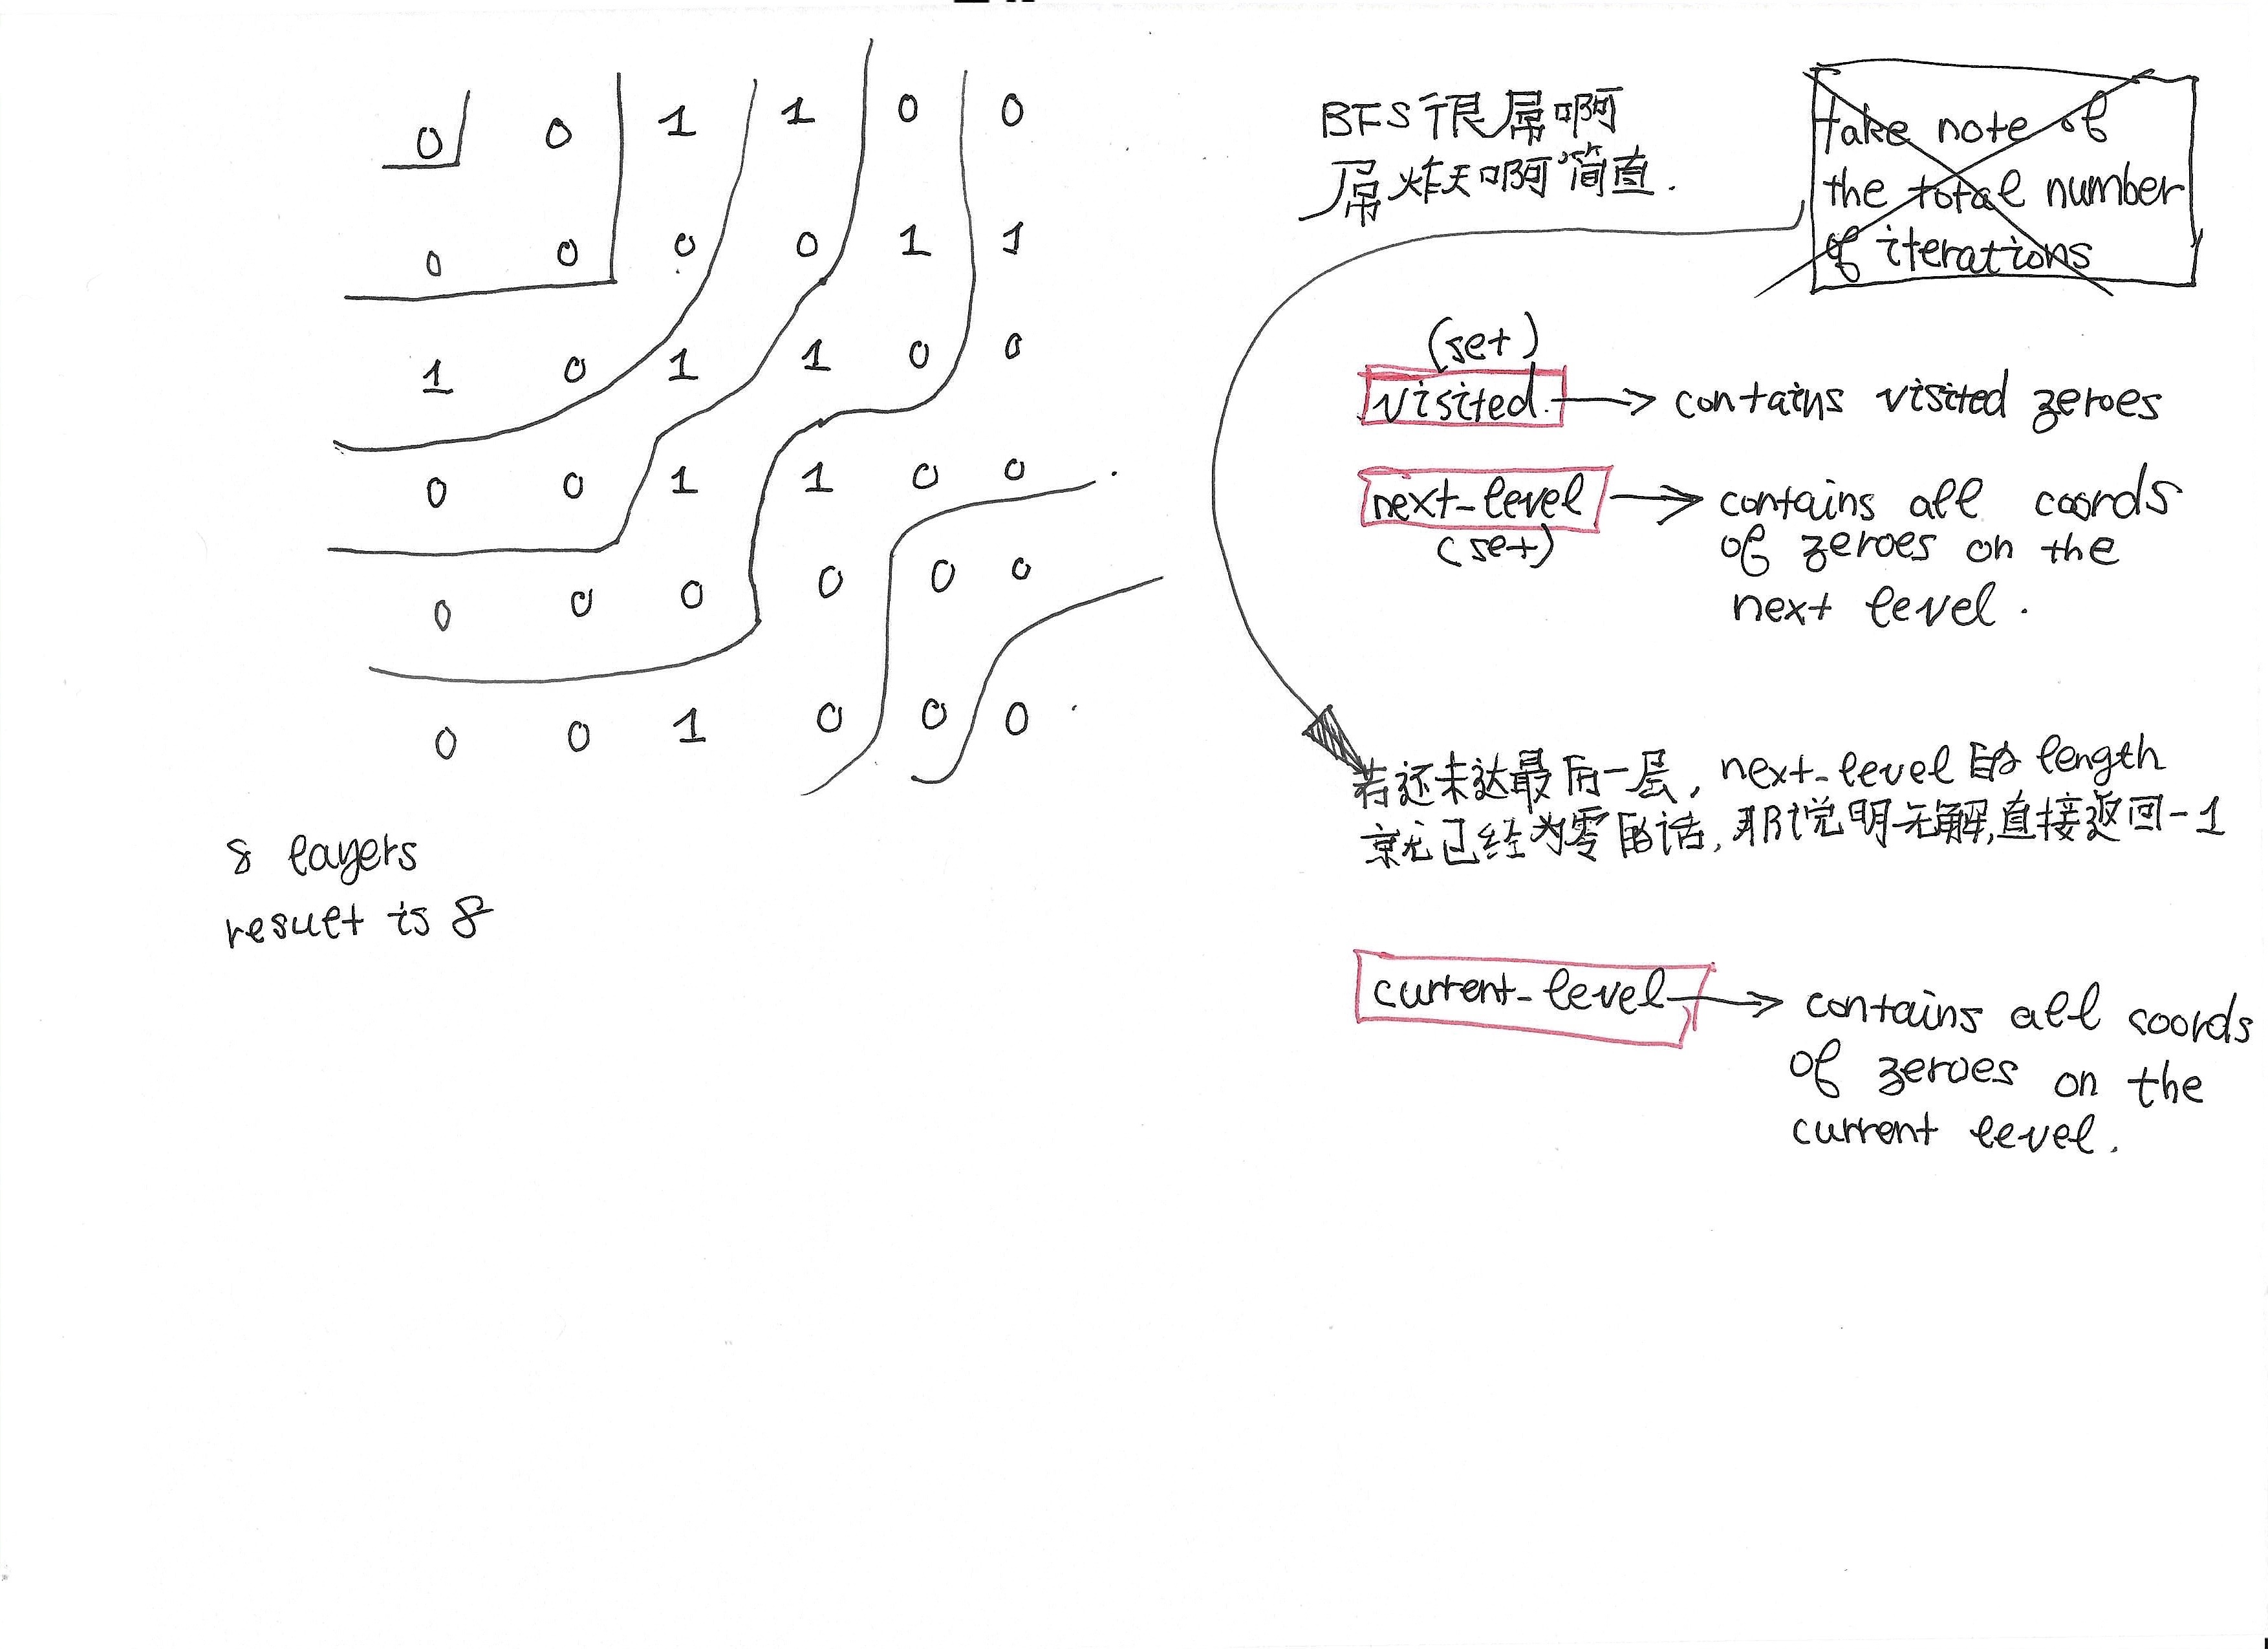 0 0 1 1 0 0
0 0 0 0 1 1
1 0 1 1 0 0
0 0 1 1 0 0
0 0 0 0 0 0
0 0 1 0 0 0
8 layers
result is 8
BFS 很屌啊
屌炸天啊简直.
take note of
the total number
of iterations
(set)
visited. → contains visited zeroes
next-level → contains all coords
(set)
of zeroes on the
next level.
若还未达最后一层, next-level 的 length
就已经为零的话, 那说明无解, 直接返回 -1
current-level → contains all coords
of zeroes on the
current level.